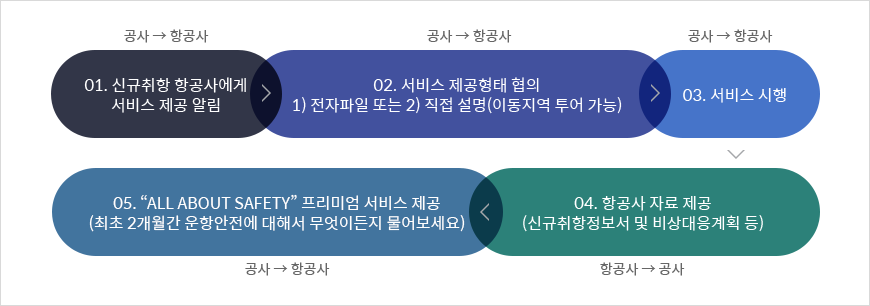 공사 → 항공사
공사 → 항공사
공사 → 항공사
01. 신규취항 항공사에게
서비스 제공 알림
02. 서비스 제공형태 협의
1) 전자파일 또는 2) 직접 설명(이동지역 투어 가능)
03. 서비스 시행
04. 항공사 자료 제공
(신규취항정보서 및 비상대응계획 등)
05. “ALL ABOUT SAFETY” 프리미엄 서비스 제공
(최초 2개월간 운항안전에 대해서 무엇이든지 물어보세요)
공사 → 항공사
항공사 → 공사